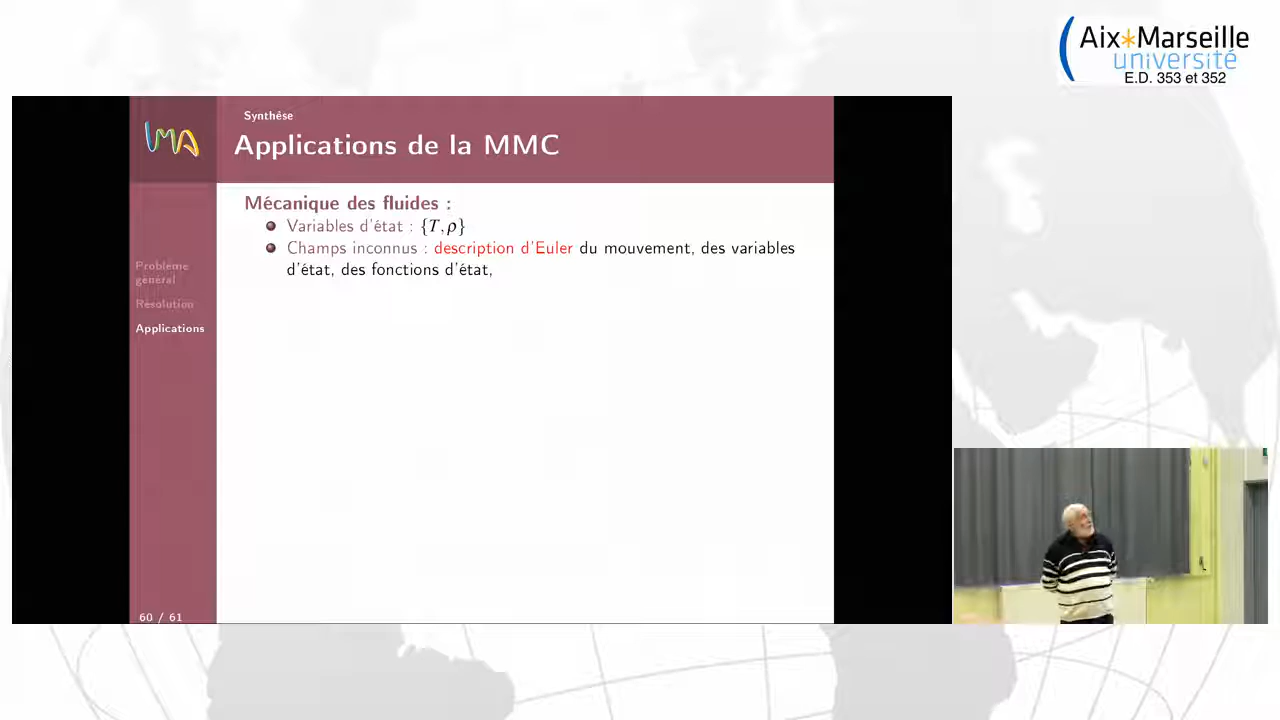 Aix*Marseille
université
E.D. 353 et 352
LMA
Synthèse
Applications de la MMC
Mécanique des fluides :
Variables d'état : {T, ρ}
Champs inconnus : description d'Euler du mouvement, des variables
d'état, des fonctions d'état,
Problème
général
Résolution
Applications
60 / 61